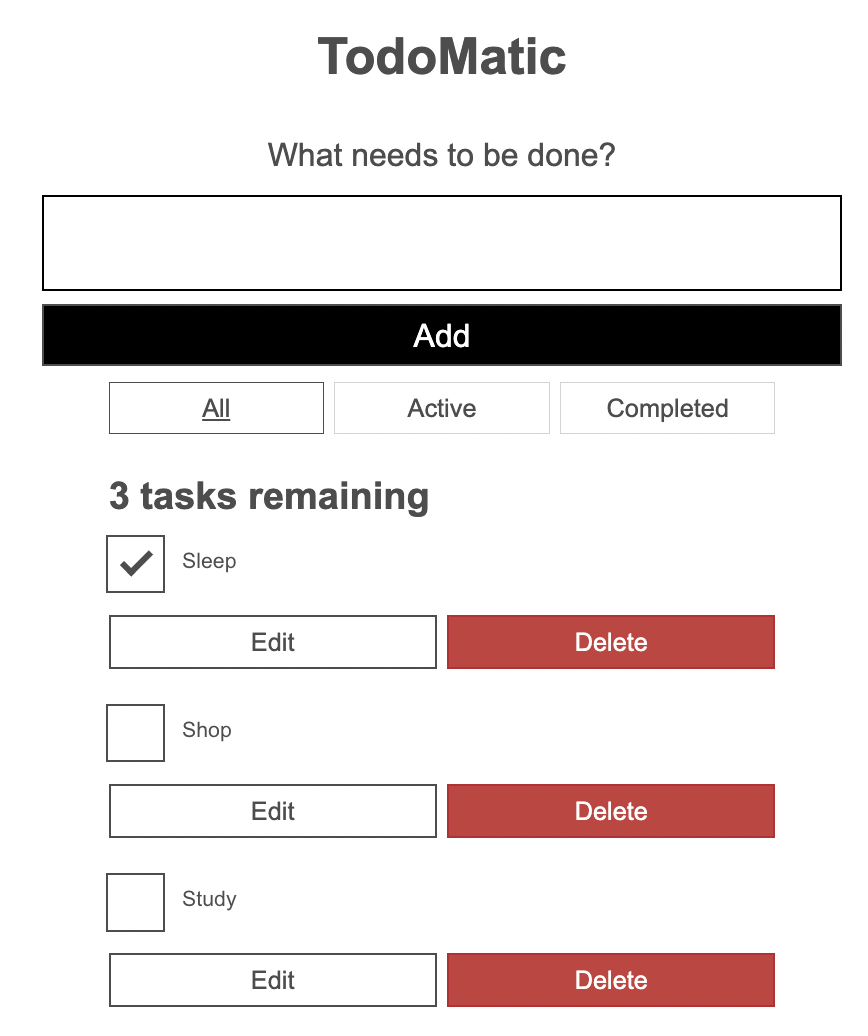 TodoMatic
What needs to be done?
Add
All Active Completed
3 tasks remaining
Sleep
Edit Delete
Shop
Edit Delete
Study
Edit Delete